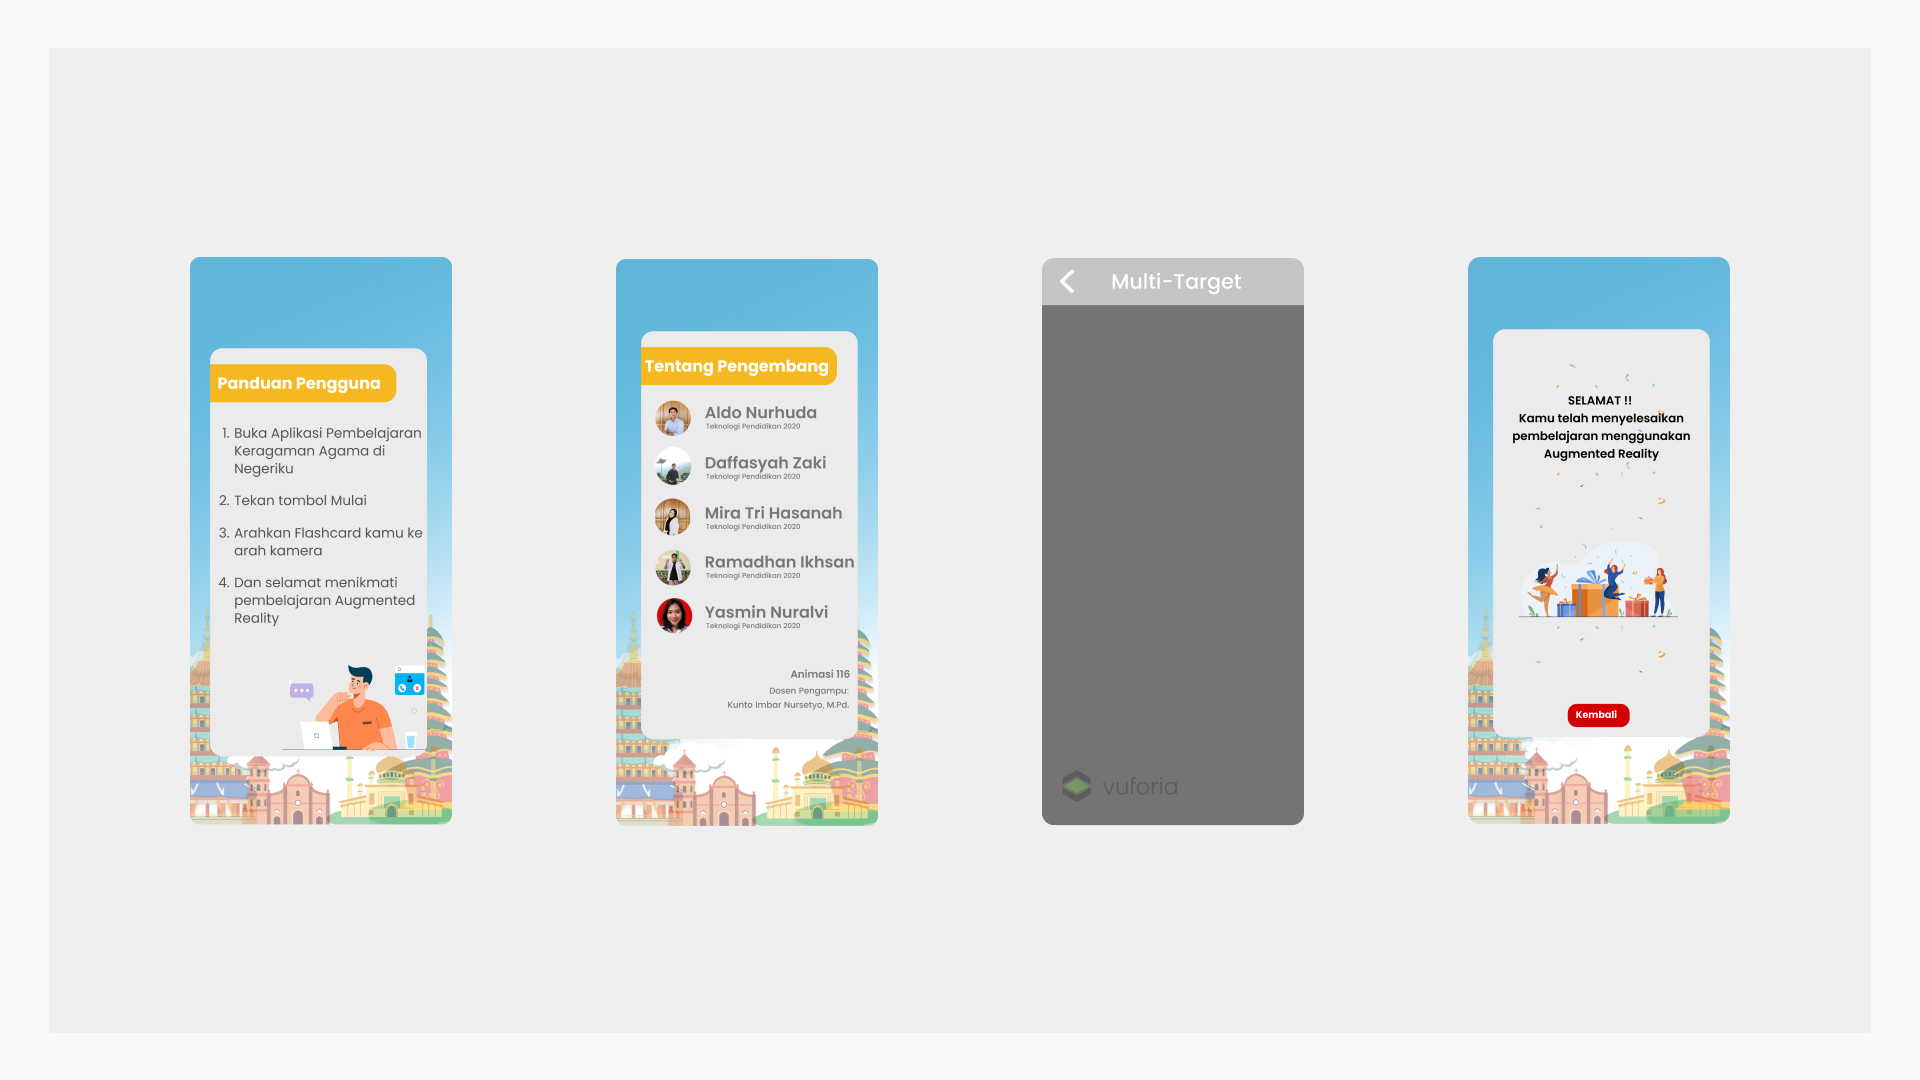 Panduan Pengguna
1. Buka Aplikasi Pembelajaran
Keragaman Agama di
Negeriku
2. Tekan tombol Mulai
3. Arahkan Flashcard kamu ke
arah kamera
4. Dan selamat menikmati
pembelajaran Augmented
Reality
Tentang Pengembang
Aldo Nurhuda
Teknologi Pendidikan 2020
Daffasyah Zaki
Teknologi Pendidikan 2020
Mira Tri Hasanah
Teknologi Pendidikan 2020
Ramadhan Ikhsan
Teknologi Pendidikan 2020
Yasmin Nuralvi
Teknologi Pendidikan 2020
Animasi 116
Dosen Pengampu:
Kunto Imbar Nursetyo, M.Pd.
Multi-Target
vuforia
SELAMAT !!
Kamu telah menyelesaikan
pembelajaran menggunakan
Augmented Reality
Kembali